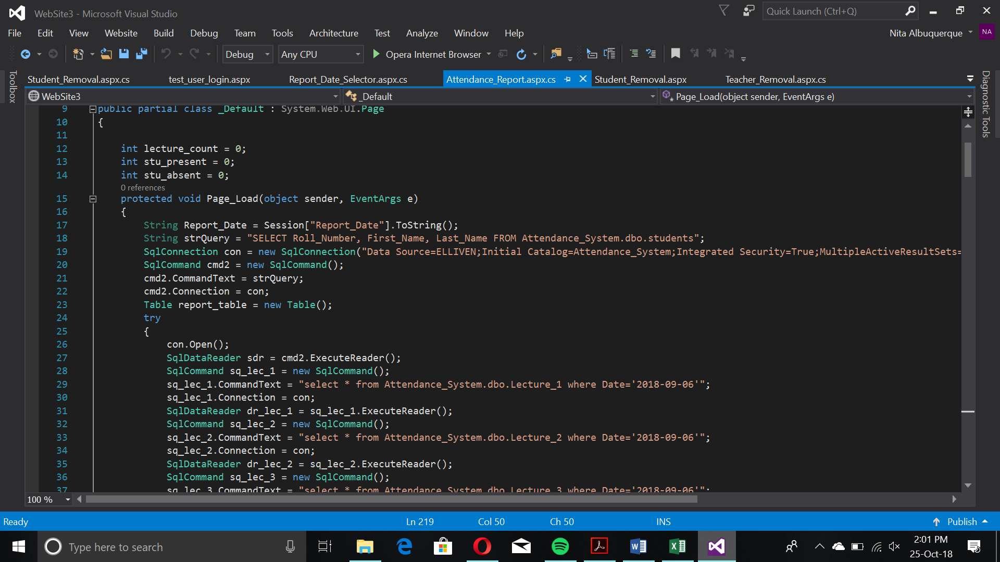 WebSite3 - Microsoft Visual Studio
Quick Launch (Ctrl+Q)
File Edit View Website Build Debug Team Tools Architecture Test Analyze Window Help
Nita Albuquerque NA
Debug Any CPU Opera Internet Browser
Toolbox
Student_Removal.aspx.cs test_user_login.aspx Report_Date_Selector.aspx.cs Attendance_Report.aspx.cs Student_Removal.aspx Teacher_Removal.aspx.cs
Diagnostic Tools
WebSite3 _Default Page_Load(object sender, EventArgs e)
9 public partial class _Default : System.Web.UI.Page
10 {
11
12 int lecture_count = 0;
13 int stu_present = 0;
14 int stu_absent = 0;
0 references
15 protected void Page_Load(object sender, EventArgs e)
16 {
17 String Report_Date = Session["Report_Date"].ToString();
18 String strQuery = "SELECT Roll_Number, First_Name, Last_Name FROM Attendance_System.dbo.students";
19 SqlConnection con = new SqlConnection("Data Source=ELLIVEN;Initial Catalog=Attendance_System;Integrated Security=True;MultipleActiveResultSets=
20 SqlCommand cmd2 = new SqlCommand();
21 cmd2.CommandText = strQuery;
22 cmd2.Connection = con;
23 Table report_table = new Table();
24 try
25 {
26 con.Open();
27 SqlDataReader sdr = cmd2.ExecuteReader();
28 SqlCommand sq_lec_1 = new SqlCommand();
29 sq_lec_1.CommandText = "select * from Attendance_System.dbo.Lecture_1 where Date='2018-09-06'";
30 sq_lec_1.Connection = con;
31 SqlDataReader dr_lec_1 = sq_lec_1.ExecuteReader();
32 SqlCommand sq_lec_2 = new SqlCommand();
33 sq_lec_2.CommandText = "select * from Attendance_System.dbo.Lecture_2 where Date='2018-09-06'";
34 sq_lec_2.Connection = con;
35 SqlDataReader dr_lec_2 = sq_lec_2.ExecuteReader();
36 SqlCommand sq_lec_3 = new SqlCommand();
37 sq_lec_3.CommandText = "select * from Attendance_System.dbo.Lecture_3 where Date='2018-09-06'";
100 %
Ready Ln 219 Col 50 Ch 50 INS Publish
Type here to search
2:01 PM
25-Oct-18